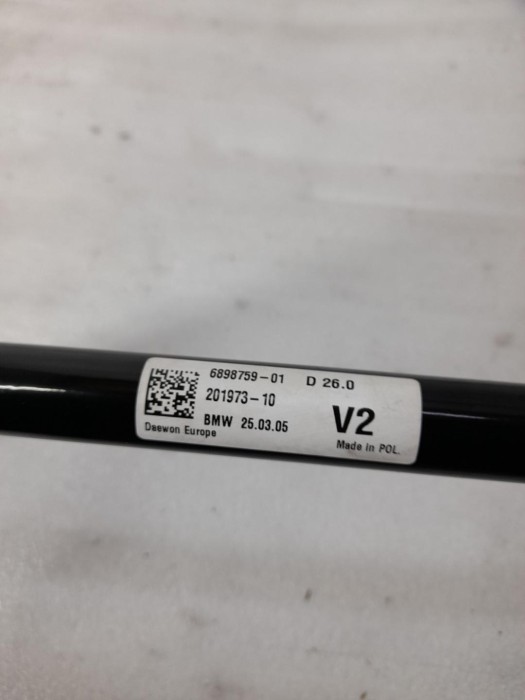 6898759-01 D 26.0
201973-10
BMW 25.03.05 V2
Daewon Europe Made in POL.